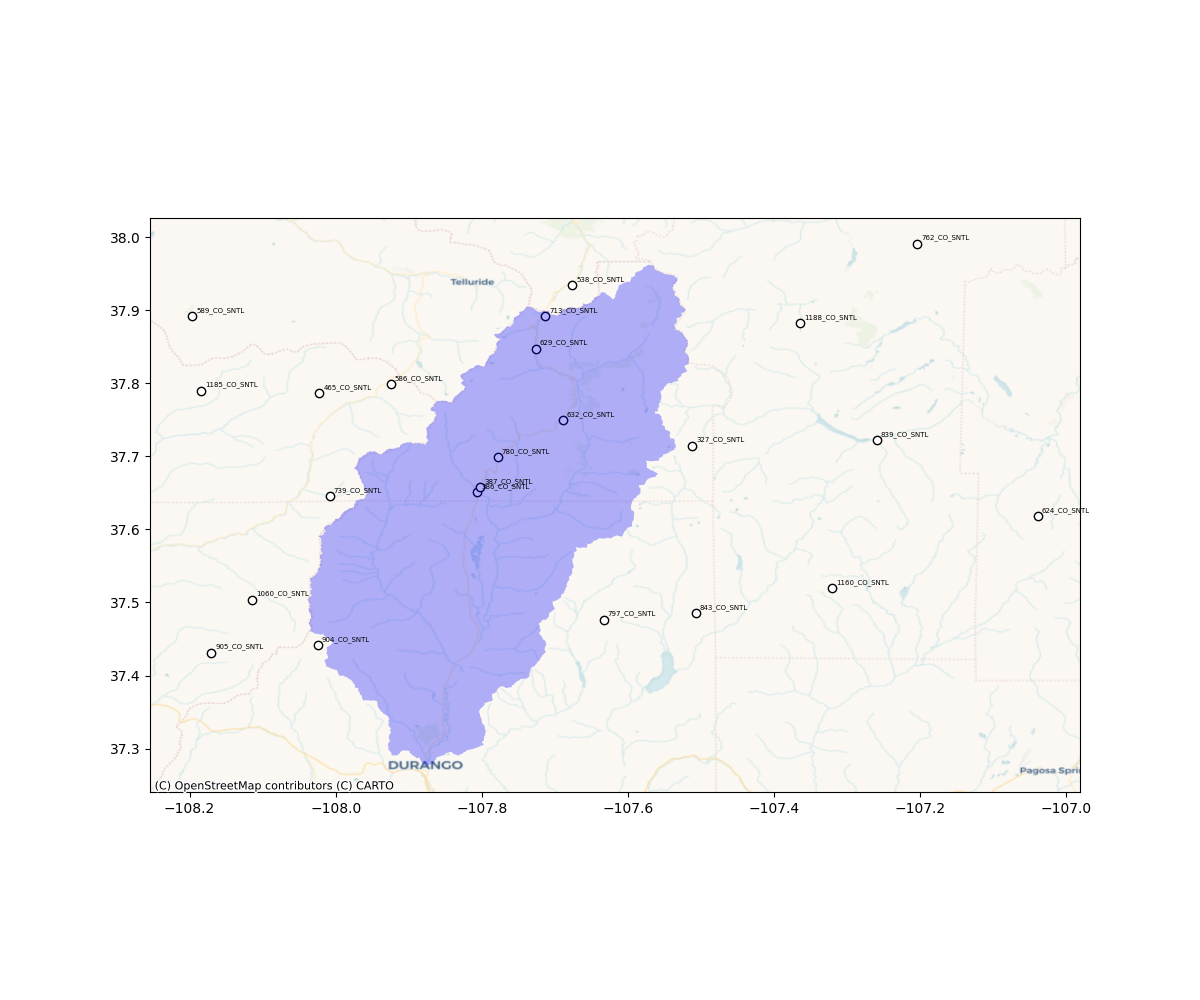 38.0
37.9
37.8
37.7
37.6
37.5
37.4
37.3
762_CO_SNTL
538_CO_SNTL
Telluride
589_CO_SNTL
713_CO_SNTL
1188_CO_SNTL
629_CO_SNTL
586_CO_SNTL
1185_CO_SNTL
465_CO_SNTL
632_CO_SNTL
839_CO_SNTL
327_CO_SNTL
780_CO_SNTL
387_CO_SNTL
739_CO_SNTL
624_CO_SNTL
1160_CO_SNTL
1060_CO_SNTL
797_CO_SNTL
843_CO_SNTL
904_CO_SNTL
905_CO_SNTL
DURANGO
Pagosa Sprin
(C) OpenStreetMap contributors (C) CARTO
−108.2 −108.0 −107.8 −107.6 −107.4 −107.2 −107.0